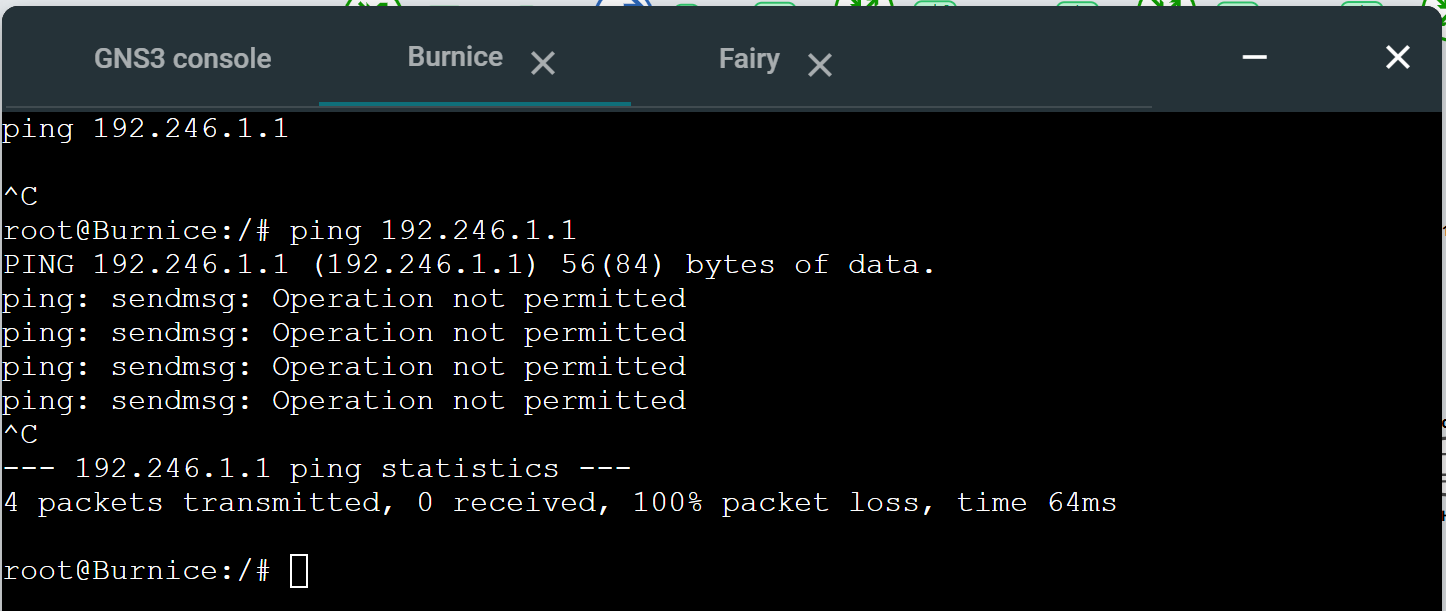 GNS3 console Burnice Fairy
ping 192.246.1.1
^C
root@Burnice:/# ping 192.246.1.1
PING 192.246.1.1 (192.246.1.1) 56(84) bytes of data.
ping: sendmsg: Operation not permitted
ping: sendmsg: Operation not permitted
ping: sendmsg: Operation not permitted
ping: sendmsg: Operation not permitted
^C
--- 192.246.1.1 ping statistics ---
4 packets transmitted, 0 received, 100% packet loss, time 64ms
root@Burnice:/#